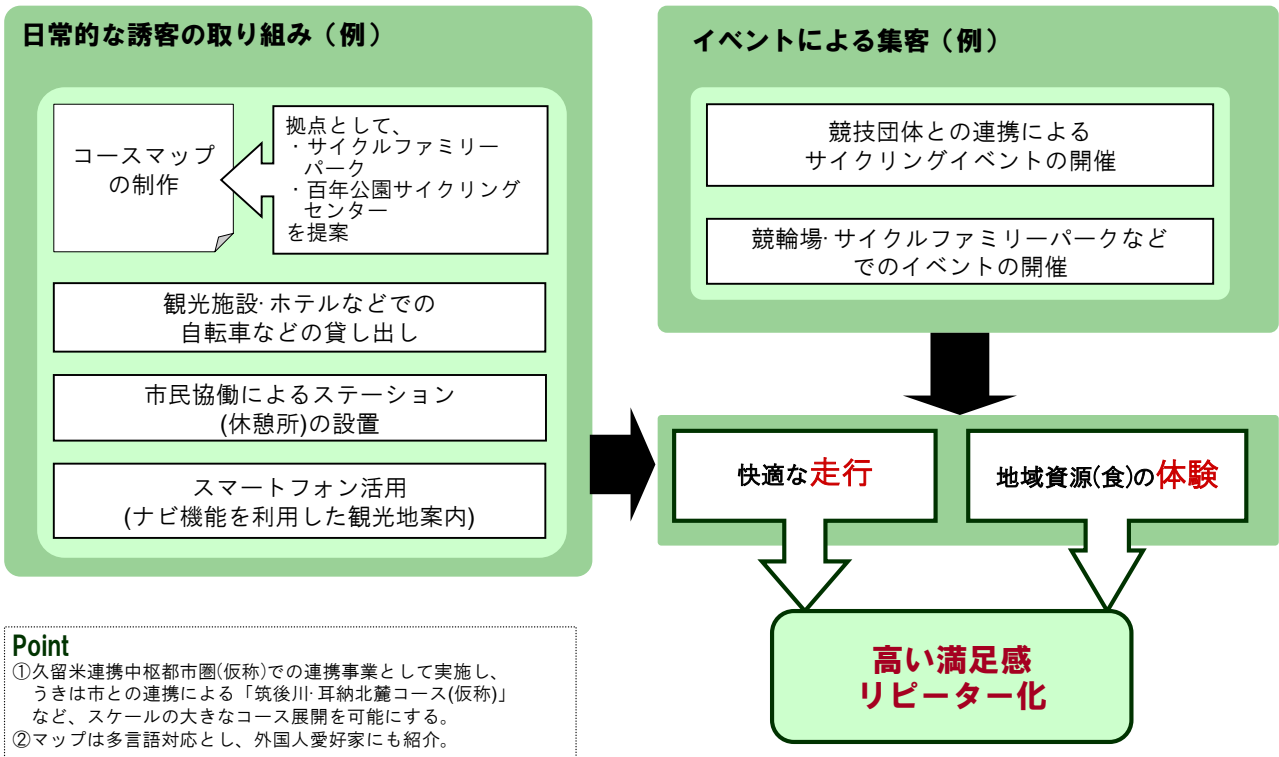 日常的な誘客の取り組み（例）
コースマップ
の制作
拠点として、
・サイクルファミリー
パーク
・百年公園サイクリング
センター
を提案
観光施設･ホテルなどでの
自転車などの貸し出し
市民協働によるステーション
(休憩所)の設置
スマートフォン活用
(ナビ機能を利用した観光地案内)
イベントによる集客（例）
競技団体との連携による
サイクリングイベントの開催
競輪場･サイクルファミリーパークなど
でのイベントの開催
快適な走行
地域資源(食)の体験
高い満足感
リピーター化
Point
①久留米連携中枢都市圏(仮称)での連携事業として実施し、
うきは市との連携による「筑後川･耳納北麓コース(仮称)」
など、スケールの大きなコース展開を可能にする。
②マップは多言語対応とし、外国人愛好家にも紹介。